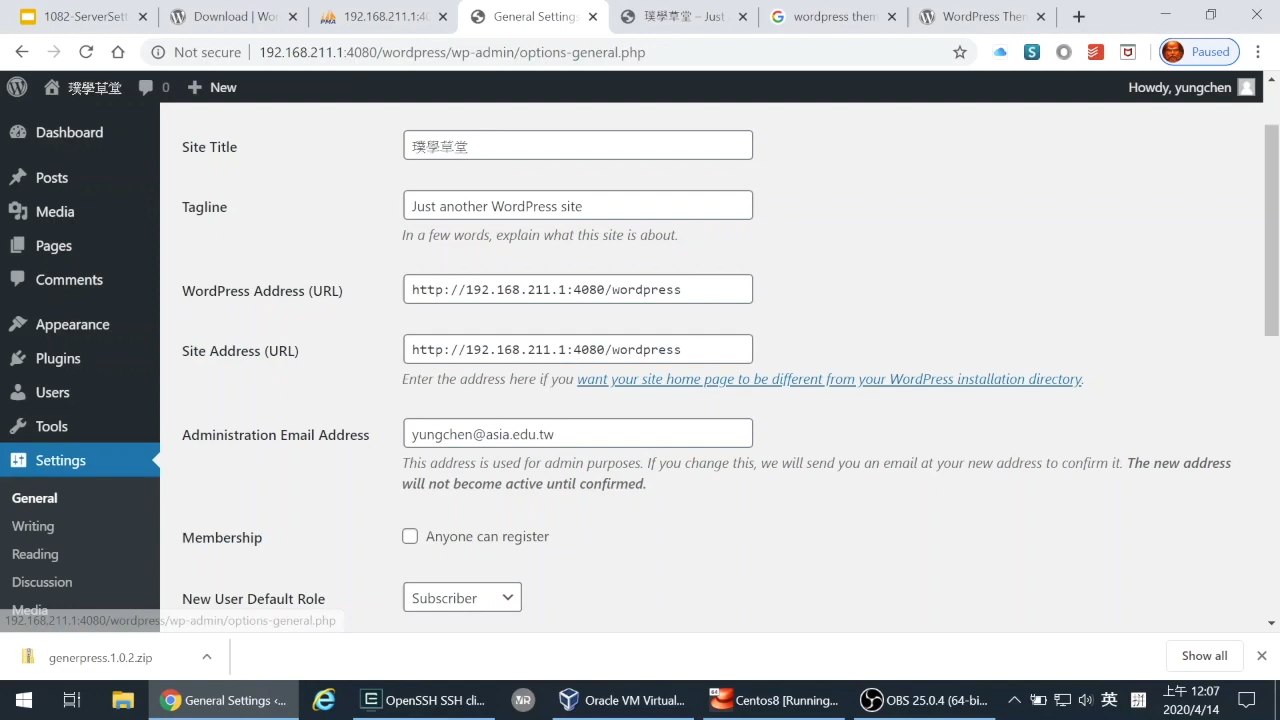 1082 ServerSett
Download | Wor
192.168.211.1:4
General Settings
璞學草堂 – Just
wordpress them
WordPress Them
Not secure
192.168.211.1:4080/wordpress/wp-admin/options-general.php
Paused
璞學草堂
0
New
Howdy, yungchen
Dashboard
Posts
Media
Pages
Comments
Appearance
Plugins
Users
Tools
Settings
General
Writing
Reading
Discussion
Media
Site Title
璞學草堂
Tagline
Just another WordPress site
In a few words, explain what this site is about.
WordPress Address (URL)
http://192.168.211.1:4080/wordpress
Site Address (URL)
http://192.168.211.1:4080/wordpress
Enter the address here if you want your site home page to be different from your WordPress installation directory.
Administration Email Address
yungchen@asia.edu.tw
This address is used for admin purposes. If you change this, we will send you an email at your new address to confirm it. The new address
will not become active until confirmed.
Membership
Anyone can register
New User Default Role
Subscriber
192.168.211.1:4080/wordpress/wp-admin/options-general.php
generpress.1.0.2.zip
Show all
General Settings ‹...
OpenSSH SSH cli...
Oracle VM Virtual...
Centos8 [Running...
OBS 25.0.4 (64-bi...
英
上午 12:07
2020/4/14